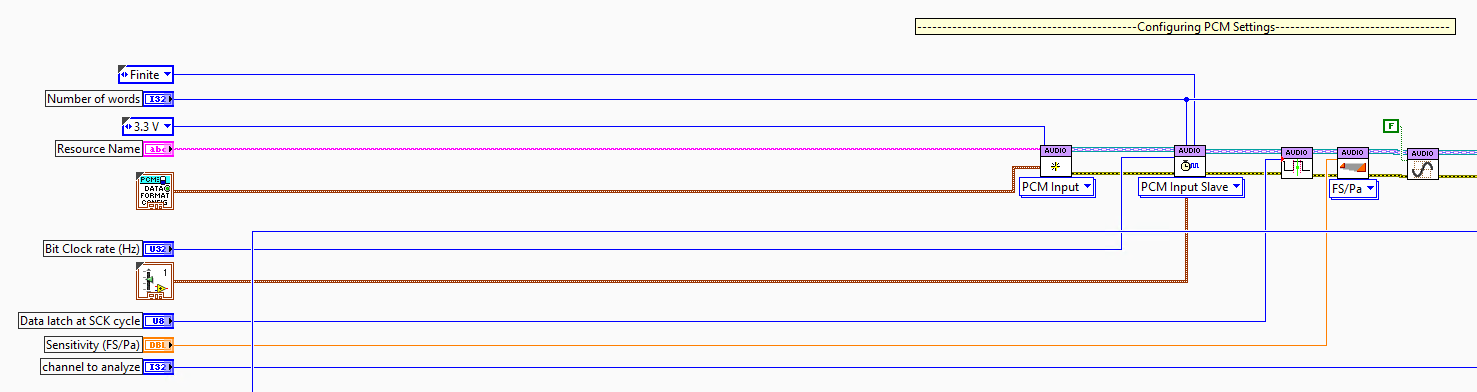 Configuring PCM Settings
Finite
Number of words I32
3.3 V
Resource Name abc
AUDIO AUDIO AUDIO AUDIO AUDIO
F
PCM
DATA
FORMAT
CONFIG
PCM Input PCM Input Slave FS/Pa
Bit Clock rate (Hz) U32
1
Data latch at SCK cycle U8
Sensitivity (FS/Pa) DBL
channel to analyze I32